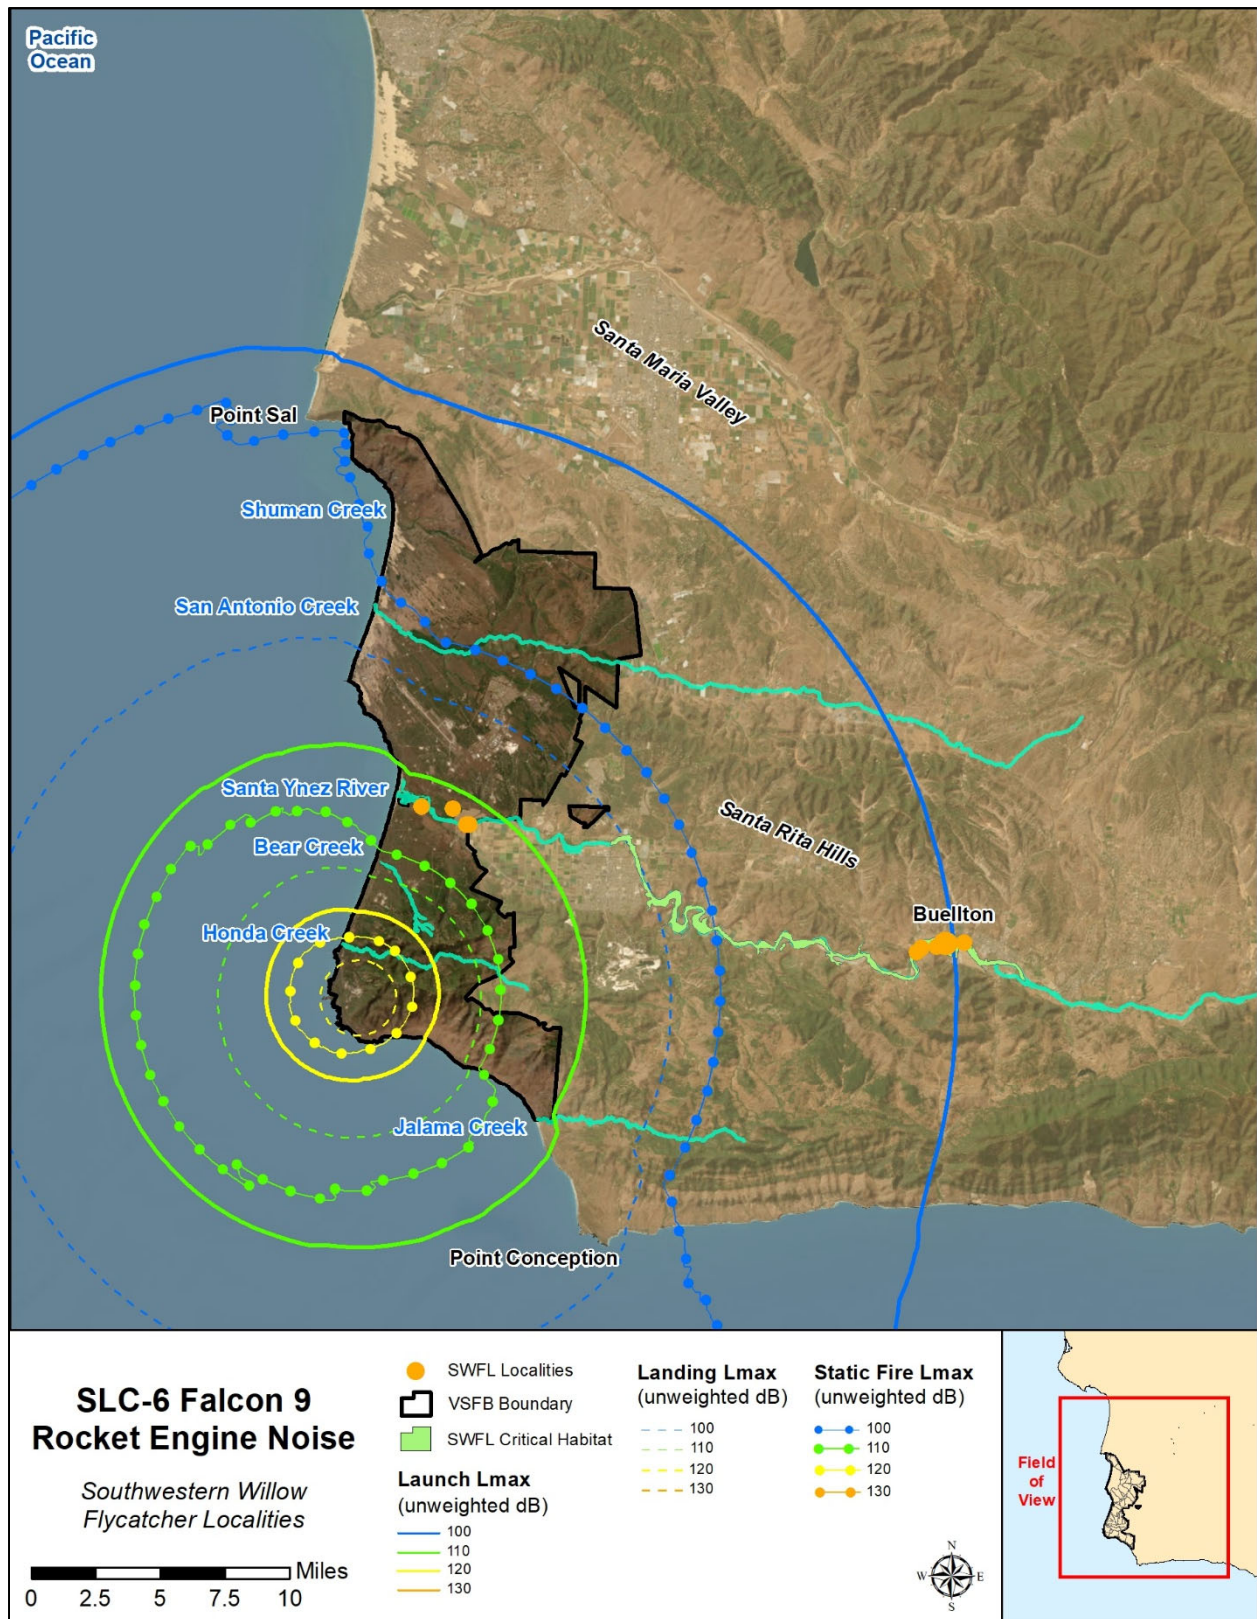 Pacific
Ocean
Santa Maria Valley
Point Sal
Shuman Creek
San Antonio Creek
Santa Ynez River
Santa Rita Hills
Bear Creek
Buellton
Honda Creek
Jalama Creek
Point Conception
SLC-6 Falcon 9
Rocket Engine Noise
Southwestern Willow
Flycatcher Localities
Miles
0 2.5 5 7.5 10
SWFL Localities
VSFB Boundary
SWFL Critical Habitat
Launch Lmax
(unweighted dB)
100
110
120
130
Landing Lmax
(unweighted dB)
100
110
120
130
Static Fire Lmax
(unweighted dB)
100
110
120
130
N
W E
S
Field
of
View